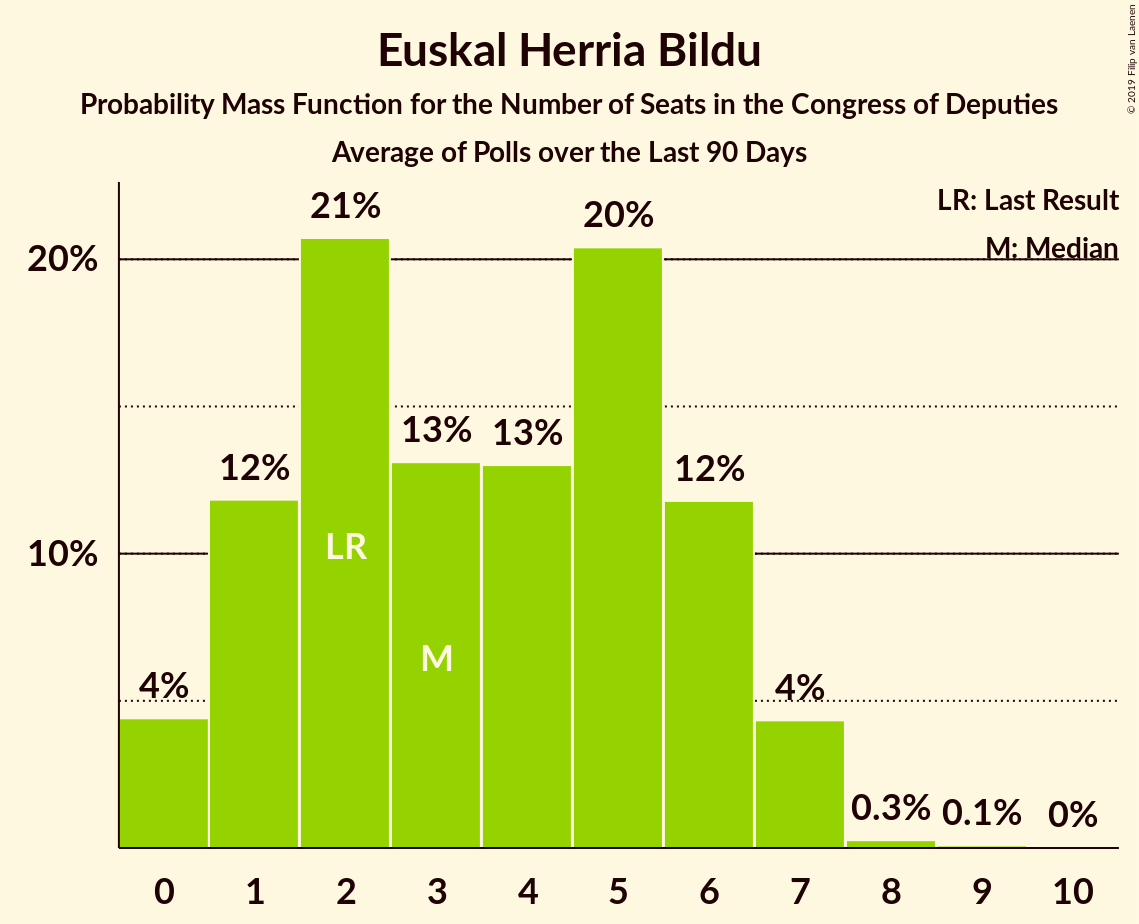 Euskal Herria Bildu
Probability Mass Function for the Number of Seats in the Congress of Deputies
Average of Polls over the Last 90 Days
© 2019 Filip van Laenen
LR: Last Result
M: Median
20%
10%
4%
12%
21%
13%
13%
20%
12%
4%
0.3%
0.1%
0%
LR
M
0 1 2 3 4 5 6 7 8 9 10